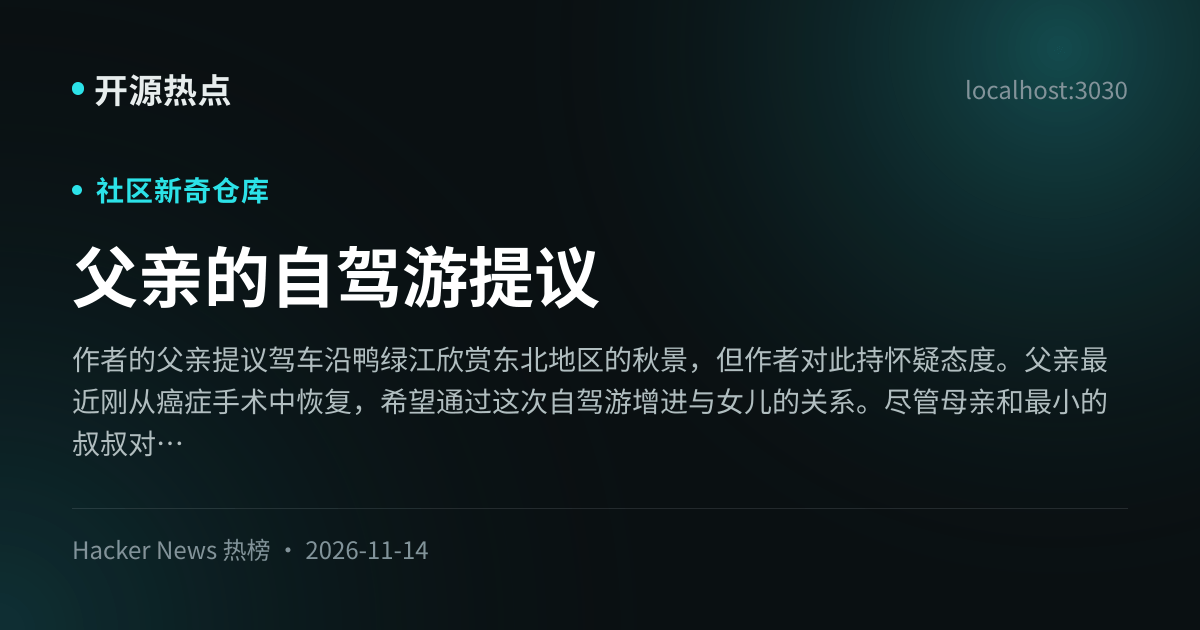 开源热点
localhost:3030
社区新奇仓库
父亲的自驾游提议
作者的父亲提议驾车沿鸭绿江欣赏东北地区的秋景，但作者对此持怀疑态度。父亲最
近刚从癌症手术中恢复，希望通过这次自驾游增进与女儿的关系。尽管母亲和最小的
叔叔对…
Hacker News 热榜 · 2026-11-14